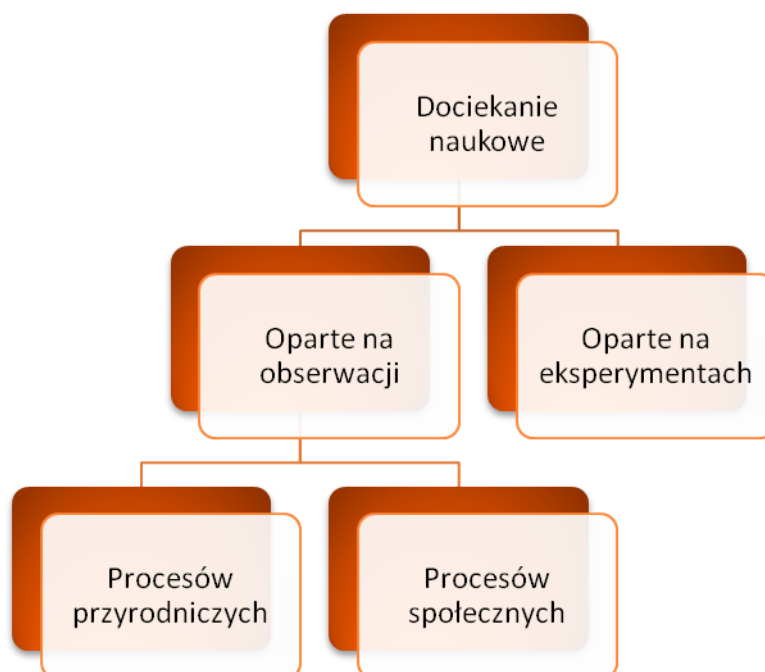 Dociekanie
naukowe
Oparte na
obserwacji
Oparte na
eksperymentach
Procesów
przyrodniczych
Procesów
społecznych